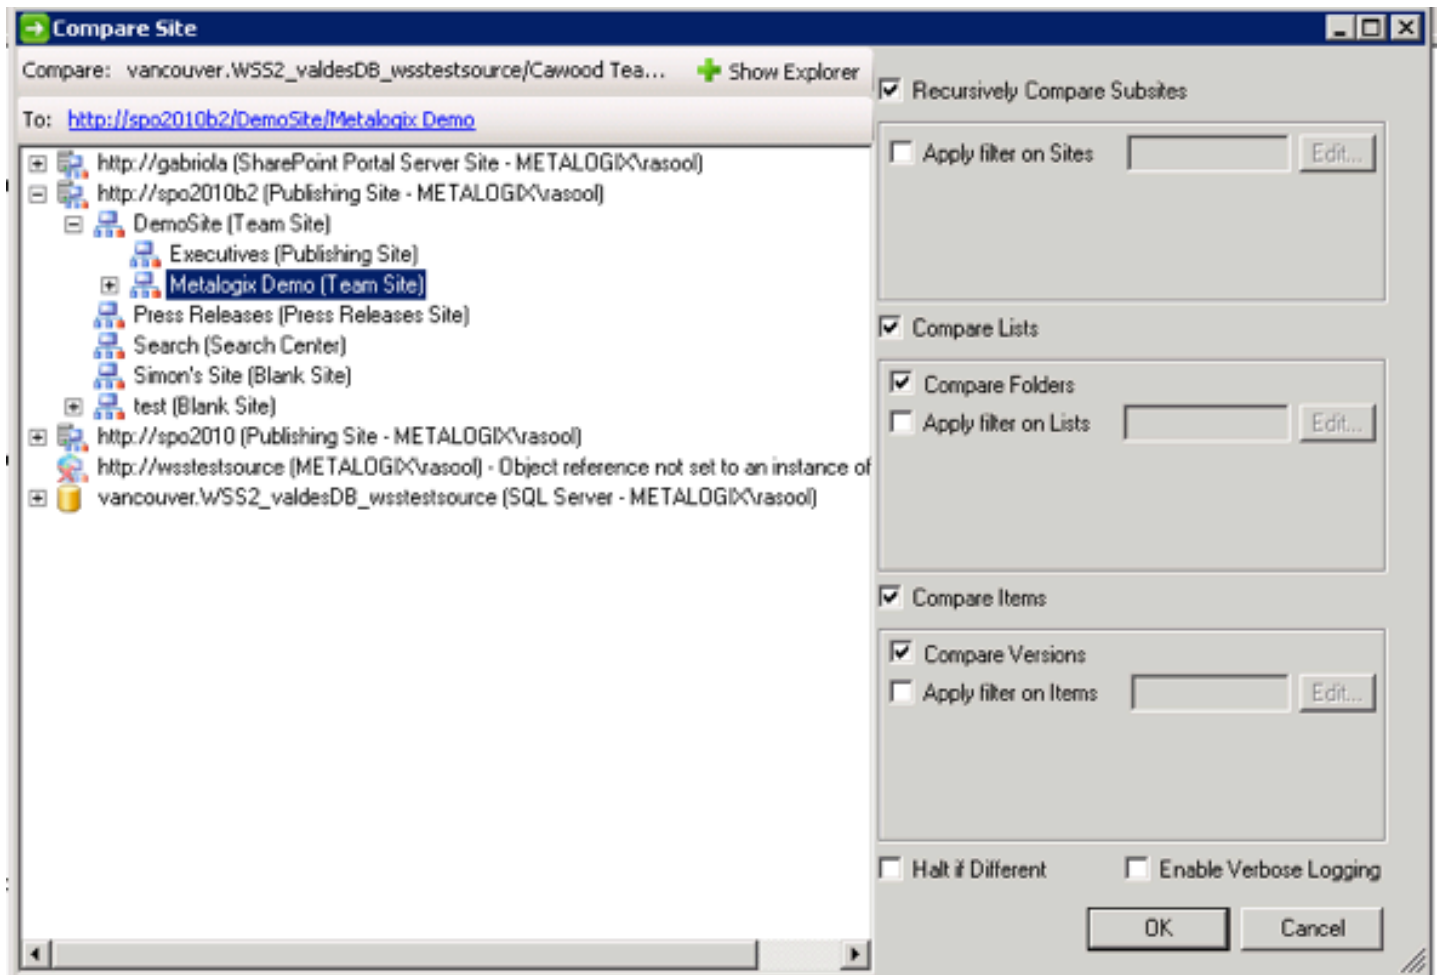 Compare Site
Compare: vancouver.WSS2_valdesDB_wsstestsource/Cawood Tea... Show Explorer
To: http://spo2010b2/DemoSite/Metalogix Demo
http://gabriola (SharePoint Portal Server Site - METALOGIX\rasool)
http://spo2010b2 (Publishing Site - METALOGIX\rasool)
DemoSite (Team Site)
Executives (Publishing Site)
Metalogix Demo (Team Site)
Press Releases (Press Releases Site)
Search (Search Center)
Simon's Site (Blank Site)
test (Blank Site)
http://spo2010 (Publishing Site - METALOGIX\rasool)
http://wsstestsource (METALOGIX\rasool) - Object reference not set to an instance of
vancouver.WSS2_valdesDB_wsstestsource (SQL Server - METALOGIX\rasool)
Recursively Compare Subsites
Apply filter on Sites Edit...
Compare Lists
Compare Folders
Apply filter on Lists Edit...
Compare Items
Compare Versions
Apply filter on Items Edit...
Halt if Different Enable Verbose Logging
OK Cancel